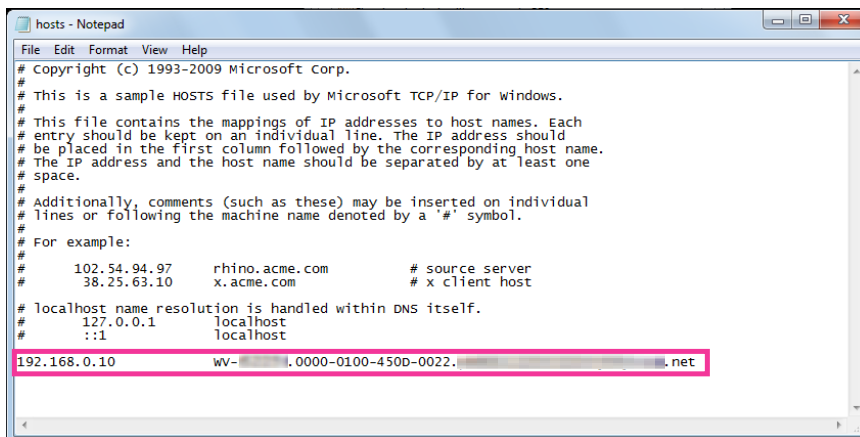 hosts - Notepad
File Edit Format View Help
# Copyright (c) 1993-2009 Microsoft Corp.
#
# This is a sample HOSTS file used by Microsoft TCP/IP for Windows.
#
# This file contains the mappings of IP addresses to host names. Each
# entry should be kept on an individual line. The IP address should
# be placed in the first column followed by the corresponding host name.
# The IP address and the host name should be separated by at least one
# space.
#
# Additionally, comments (such as these) may be inserted on individual
# lines or following the machine name denoted by a '#' symbol.
#
# For example:
#
# 102.54.94.97 rhino.acme.com # source server
# 38.25.63.10 x.acme.com # x client host
# localhost name resolution is handled within DNS itself.
# 127.0.0.1 localhost
# ::1 localhost
192.168.0.10 WV- .0000-0100-450D-0022. .net